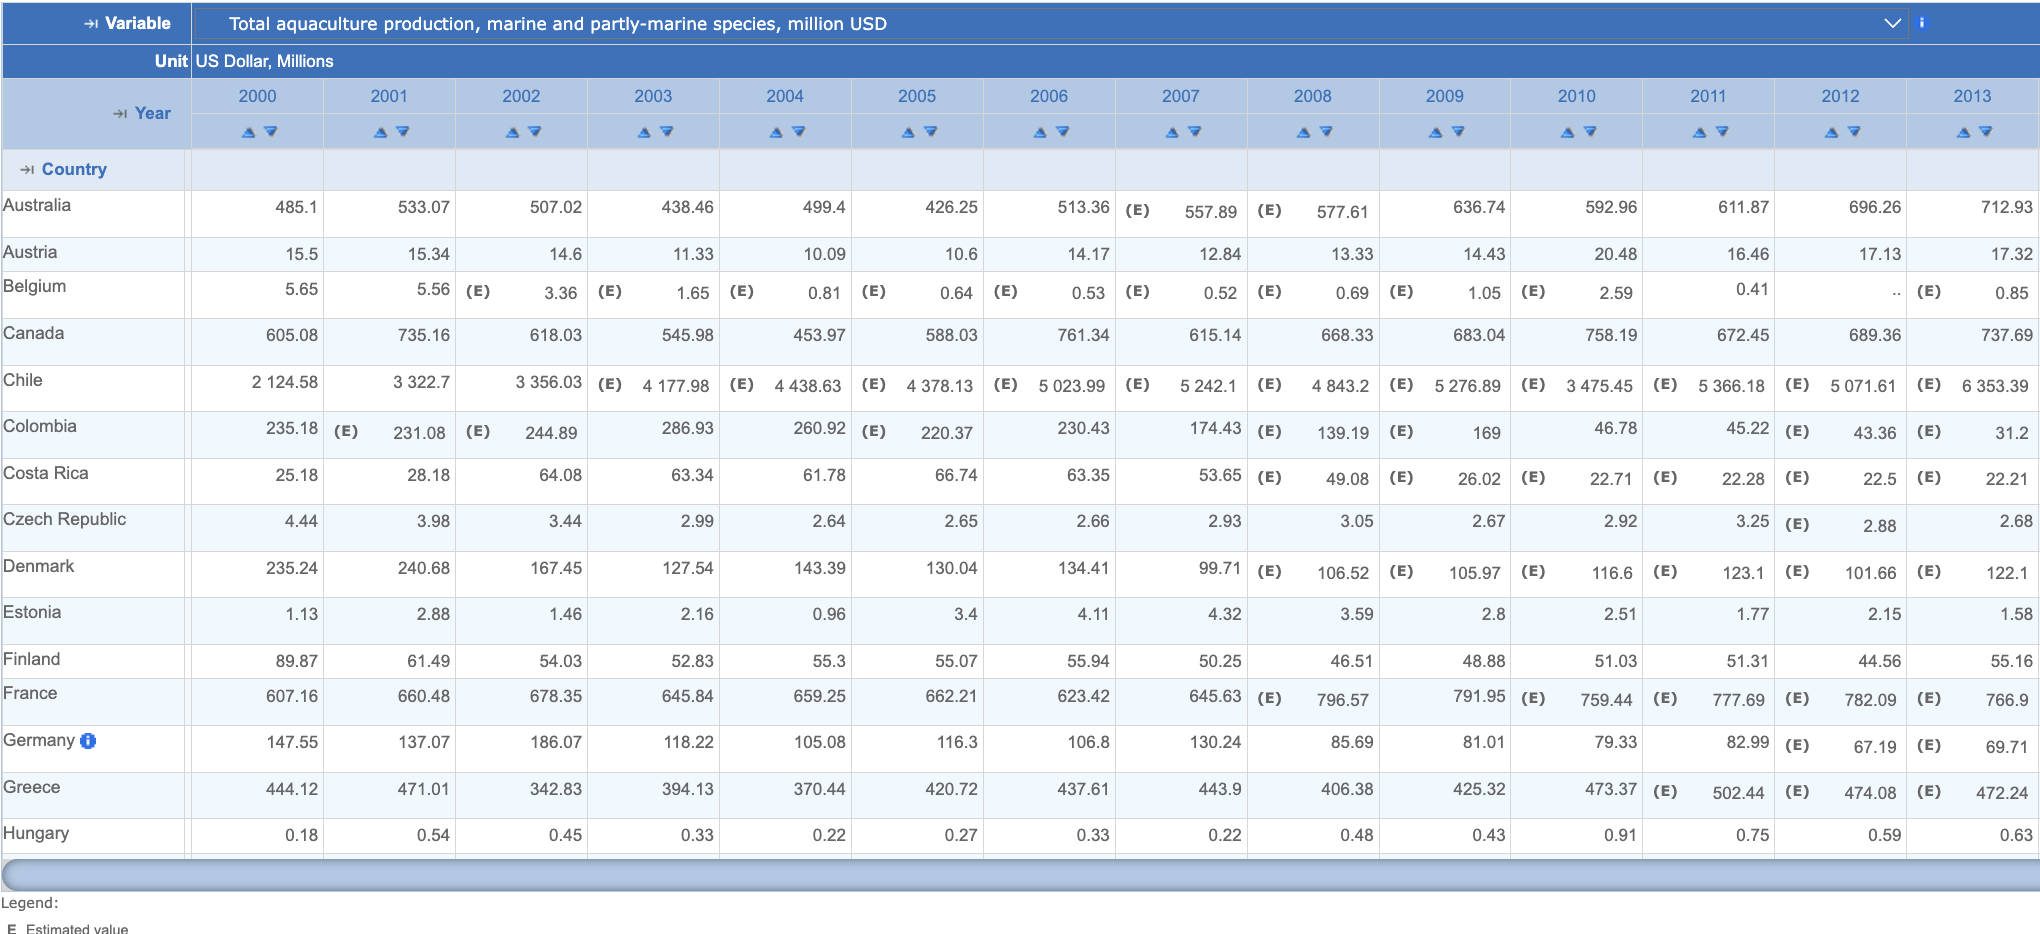 Variable Total aquaculture production, marine and partly-marine species, million USD i
Unit US Dollar, Millions
Year 2000 2001 2002 2003 2004 2005 2006 2007 2008 2009 2010 2011 2012 2013
Country
Australia 485.1 533.07 507.02 438.46 499.4 426.25 513.36 (E) 557.89 (E) 577.61 636.74 592.96 611.87 696.26 712.93
Austria 15.5 15.34 14.6 11.33 10.09 10.6 14.17 12.84 13.33 14.43 20.48 16.46 17.13 17.32
Belgium 5.65 5.56 (E) 3.36 (E) 1.65 (E) 0.81 (E) 0.64 (E) 0.53 (E) 0.52 (E) 0.69 (E) 1.05 (E) 2.59 0.41 .. (E) 0.85
Canada 605.08 735.16 618.03 545.98 453.97 588.03 761.34 615.14 668.33 683.04 758.19 672.45 689.36 737.69
Chile 2 124.58 3 322.7 3 356.03 (E) 4 177.98 (E) 4 438.63 (E) 4 378.13 (E) 5 023.99 (E) 5 242.1 (E) 4 843.2 (E) 5 276.89 (E) 3 475.45 (E) 5 366.18 (E) 5 071.61 (E) 6 353.39
Colombia 235.18 (E) 231.08 (E) 244.89 286.93 260.92 (E) 220.37 230.43 174.43 (E) 139.19 (E) 169 46.78 45.22 (E) 43.36 (E) 31.2
Costa Rica 25.18 28.18 64.08 63.34 61.78 66.74 63.35 53.65 (E) 49.08 (E) 26.02 (E) 22.71 (E) 22.28 (E) 22.5 (E) 22.21
Czech Republic 4.44 3.98 3.44 2.99 2.64 2.65 2.66 2.93 3.05 2.67 2.92 3.25 (E) 2.88 2.68
Denmark 235.24 240.68 167.45 127.54 143.39 130.04 134.41 99.71 (E) 106.52 (E) 105.97 (E) 116.6 (E) 123.1 (E) 101.66 (E) 122.1
Estonia 1.13 2.88 1.46 2.16 0.96 3.4 4.11 4.32 3.59 2.8 2.51 1.77 2.15 1.58
Finland 89.87 61.49 54.03 52.83 55.3 55.07 55.94 50.25 46.51 48.88 51.03 51.31 44.56 55.16
France 607.16 660.48 678.35 645.84 659.25 662.21 623.42 645.63 (E) 796.57 791.95 (E) 759.44 (E) 777.69 (E) 782.09 (E) 766.9
Germany i 147.55 137.07 186.07 118.22 105.08 116.3 106.8 130.24 85.69 81.01 79.33 82.99 (E) 67.19 (E) 69.71
Greece 444.12 471.01 342.83 394.13 370.44 420.72 437.61 443.9 406.38 425.32 473.37 (E) 502.44 (E) 474.08 (E) 472.24
Hungary 0.18 0.54 0.45 0.33 0.22 0.27 0.33 0.22 0.48 0.43 0.91 0.75 0.59 0.63
Legend:
E Estimated value